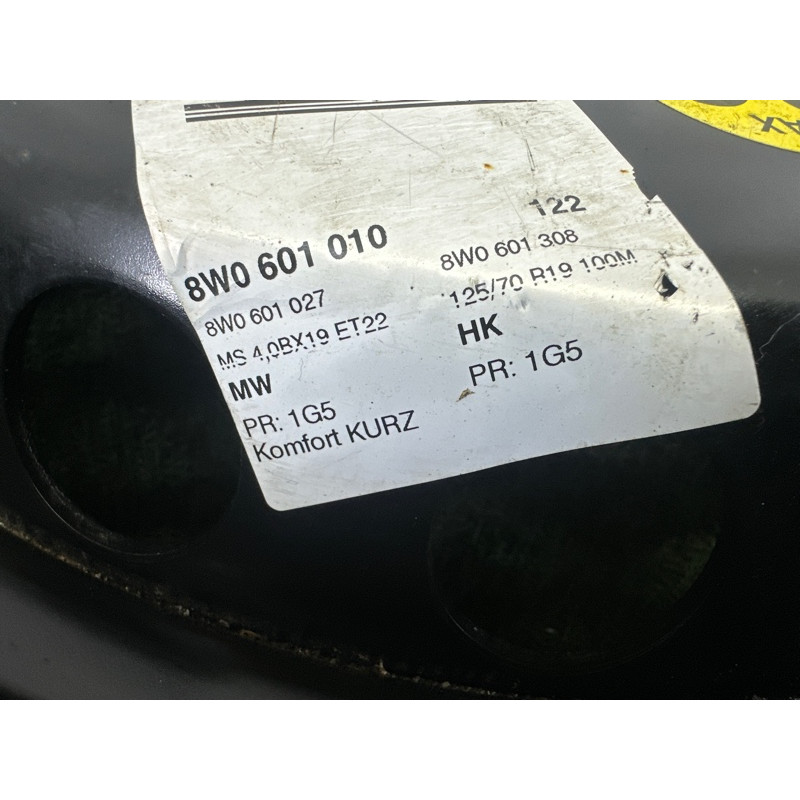 122
8W0 601 010
8W0 601 308
8W0 601 027
125/70 R19 100M
MS 4,0BX19 ET22
HK
MW
PR: 1G5
PR: 1G5
Komfort KURZ